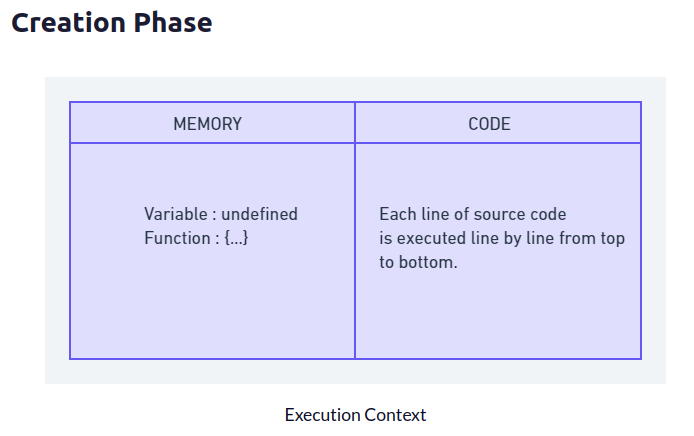 Creation Phase
MEMORY
CODE
Variable : undefined
Function : {...}
Each line of source code
is executed line by line from top
to bottom.
Execution Context